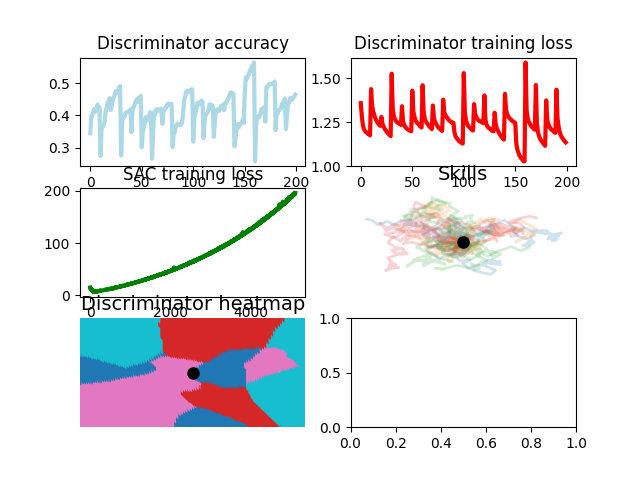 Discriminator accuracy
Discriminator training loss
0.5
0.4
0.3
1.50
1.25
1.00
0 50 100 150 200
0 50 100 150 200
SAC training loss
Skills
200
100
0
0 2000 4000
Discriminator heatmap
1.0
0.5
0.0
0.0 0.2 0.4 0.6 0.8 1.0